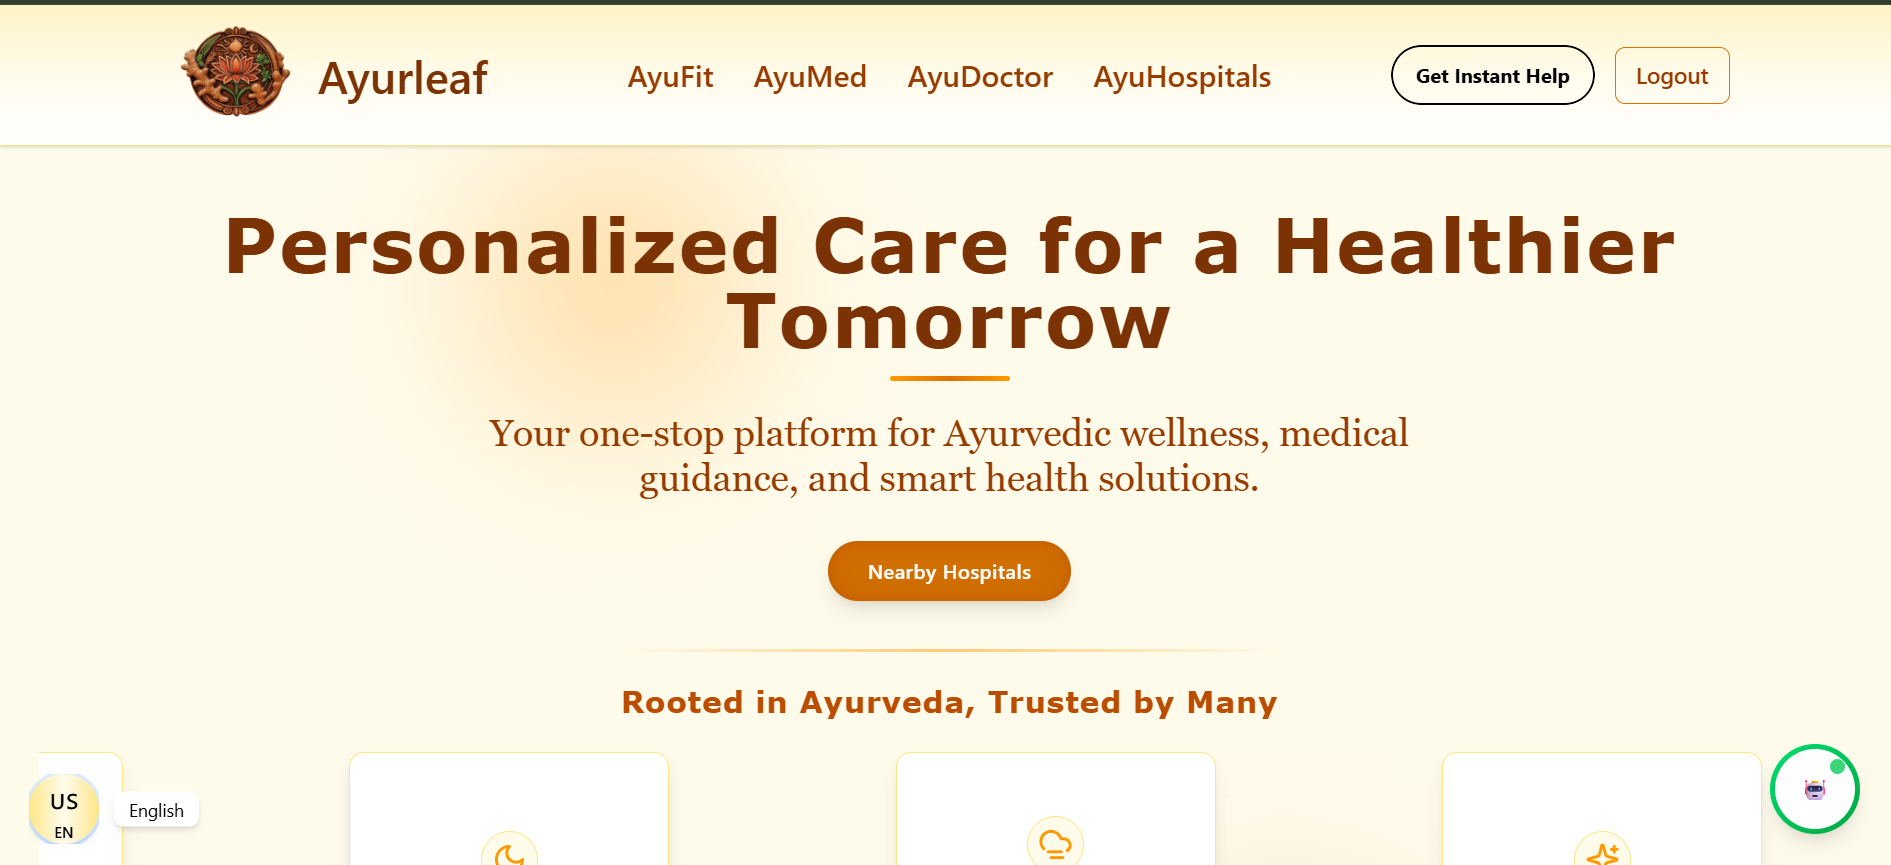 Ayurleaf
AyuFit
AyuMed
AyuDoctor
AyuHospitals
Get Instant Help
Logout
Personalized Care for a Healthier
Tomorrow
Your one-stop platform for Ayurvedic wellness, medical
guidance, and smart health solutions.
Nearby Hospitals
Rooted in Ayurveda, Trusted by Many
US
EN
English